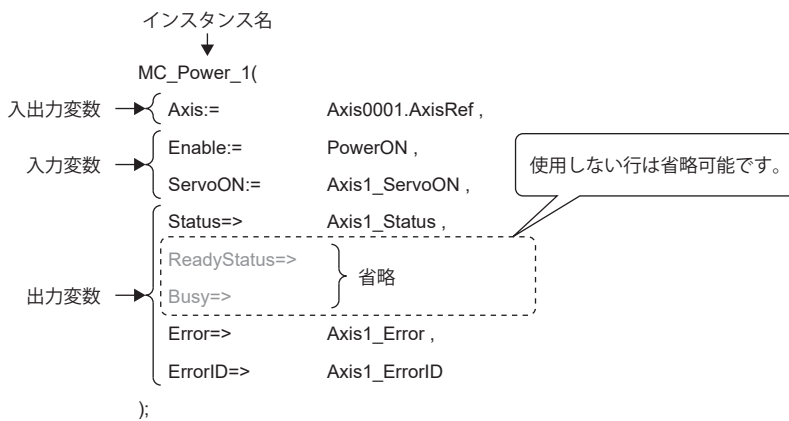 インスタンス名
MC_Power_1(
入出力変数 Axis:= Axis0001.AxisRef ,
Enable:= PowerON ,
入力変数
ServoON:= Axis1_ServoON ,
使用しない行は省略可能です。
Status=> Axis1_Status ,
ReadyStatus=>
省略
Busy=>
出力変数
Error=> Axis1_Error ,
ErrorID=> Axis1_ErrorID
);